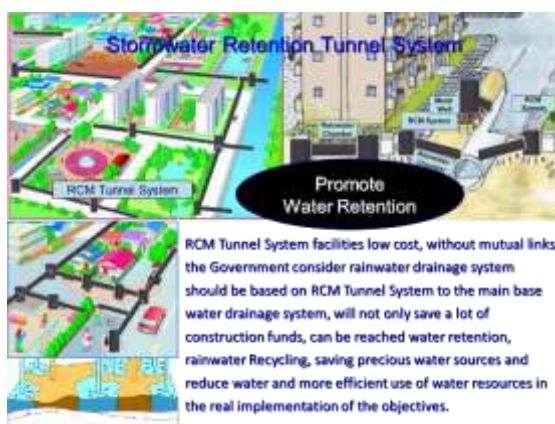 Stormwater Retention Tunnel System
RCM System
RCM Tunnel System
Promote
Water Retention
RCM Tunnel System facilities low cost, without mutual links
the Government consider rainwater drainage system
should be based on RCM Tunnel System to the main base
water drainage system, will not only save a lot of
construction funds, can be reached water retention,
rainwater Recycling, saving precious water sources and
reduce water and more efficient use of water resources in
the real implementation of the objectives.